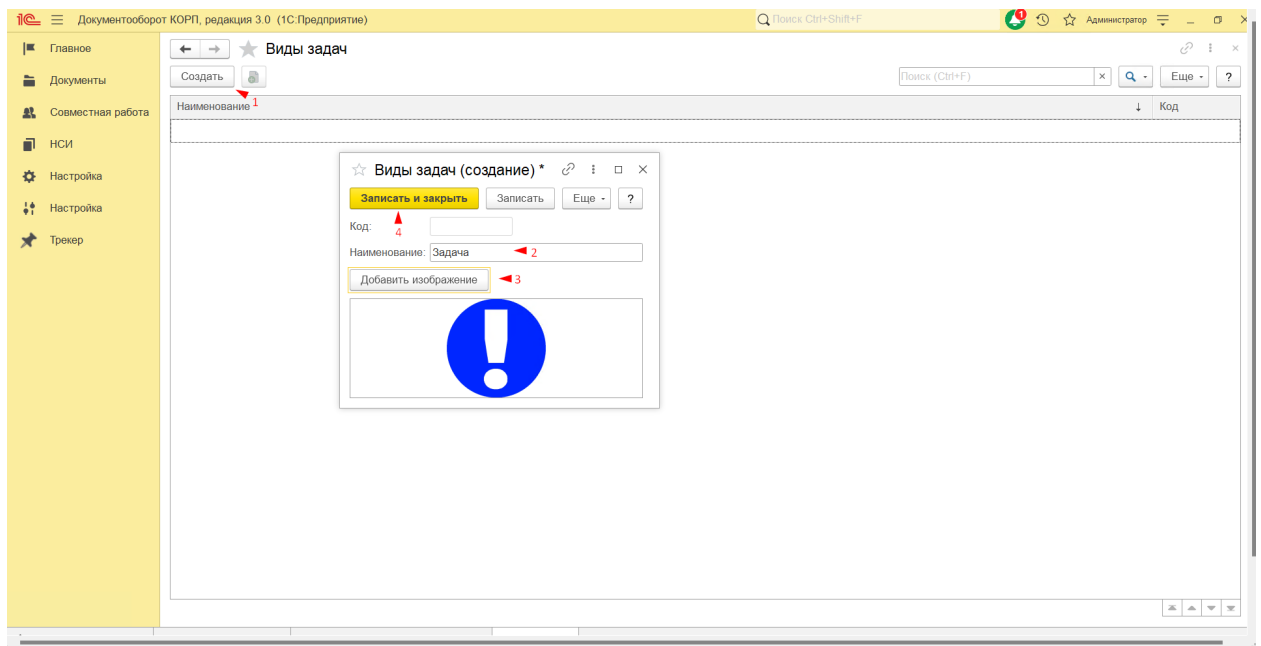 1С Документооборот КОРП, редакция 3.0 (1С:Предприятие) Поиск Ctrl+Shift+F 1 Администратор
Главное
Документы
Совместная работа
НСИ
Настройка
Настройка
Трекер
Виды задач
Создать Поиск (Ctrl+F) × Еще ?
1
Наименование ↓ Код
Виды задач (создание) *
Записать и закрыть Записать Еще ?
Код:
4
Наименование: Задача 2
Добавить изображение 3
!